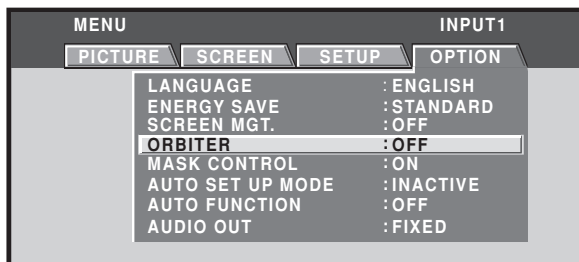 MENU INPUT1
PICTURE SCREEN SETUP OPTION
LANGUAGE :ENGLISH
ENERGY SAVE :STANDARD
SCREEN MGT. :OFF
ORBITER :OFF
MASK CONTROL :ON
AUTO SET UP MODE :INACTIVE
AUTO FUNCTION :OFF
AUDIO OUT :FIXED